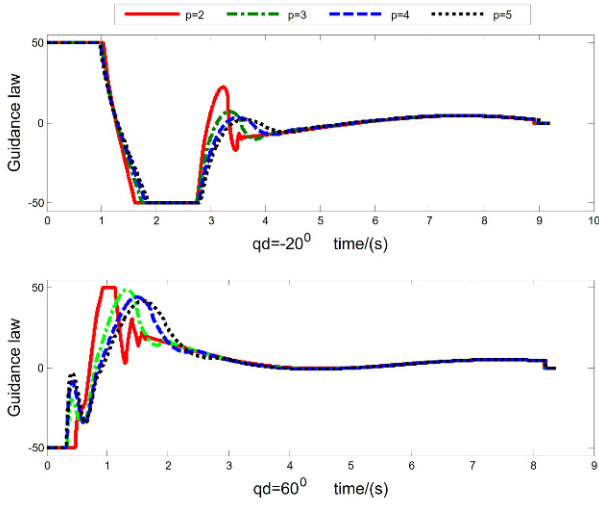 p=2 p=3 p=4 p=5
Guidance law
50
0
-50
0 1 2 3 4 5 6 7 8 9 10
qd=-20⁰ time/(s)
Guidance law
50
0
-50
0 1 2 3 4 5 6 7 8 9
qd=60⁰ time/(s)